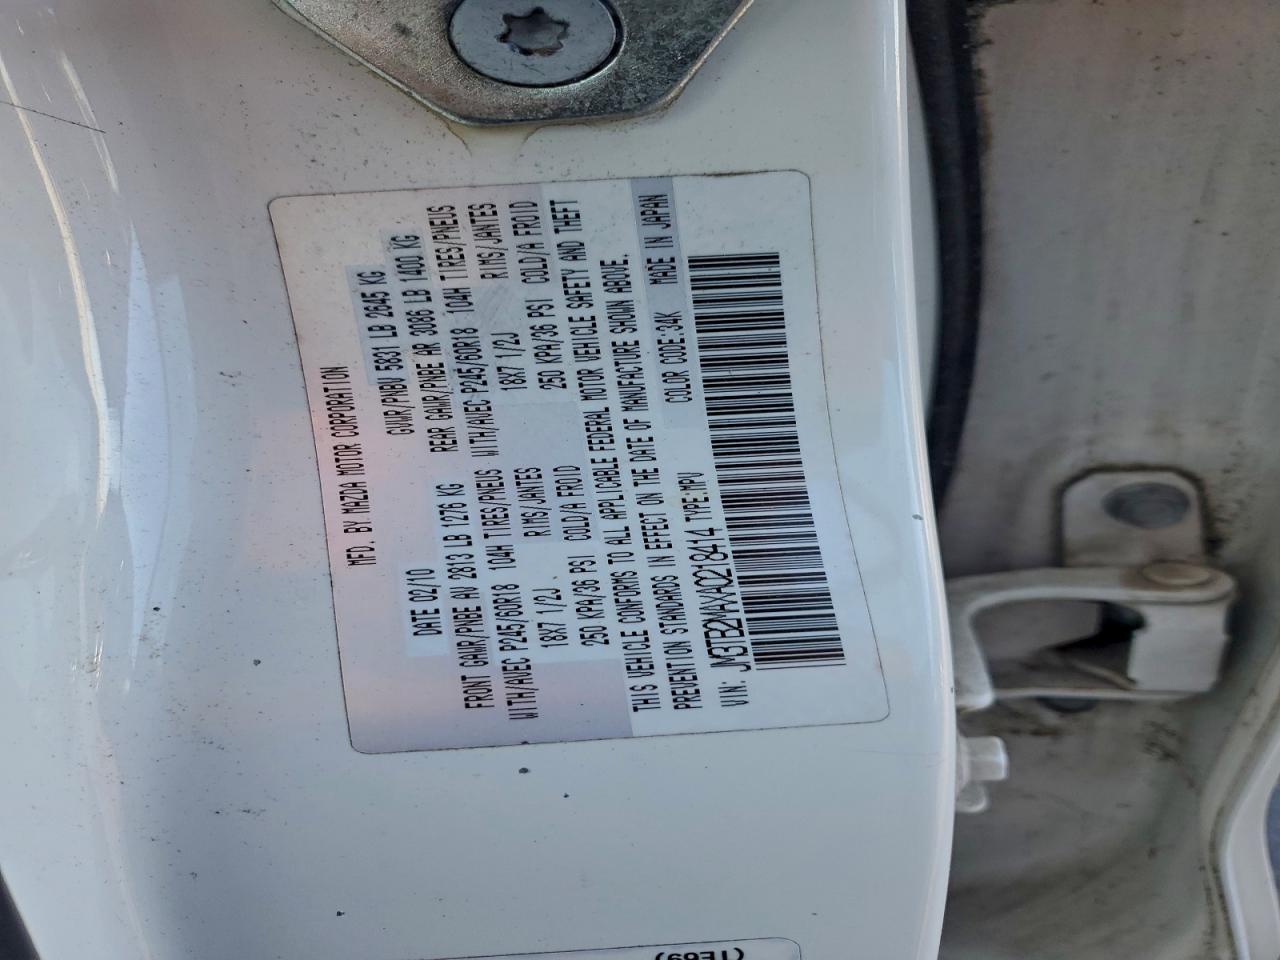 MFD. BY MAZDA MOTOR CORPORATION
DATE 02/10 GVWR/PNBV 5831 LB 2645 KG
FRONT GAWR/PNBE AV 2813 LB 1276 KG REAR GAWR/PNBE AR 3086 LB 1400 KG
WITH/AVEC P245/60R18 104H TIRES/PNEUS WITH/AVEC P245/60R18 104H TIRES/PNEUS
18X7 1/2J RIMS/JANTES 18X7 1/2J RIMS/JANTES
250 KPA/36 PSI COLD/A FROID 250 KPA/36 PSI COLD/A FROID
THIS VEHICLE CONFORMS TO ALL APPLICABLE FEDERAL MOTOR VEHICLE SAFETY AND THEFT
PREVENTION STANDARDS IN EFFECT ON THE DATE OF MANUFACTURE SHOWN ABOVE.
VIN: JM3TB2MAXA0218414 TYPE:MPV COLOR CODE:34K MADE IN JAPAN
(TE69)